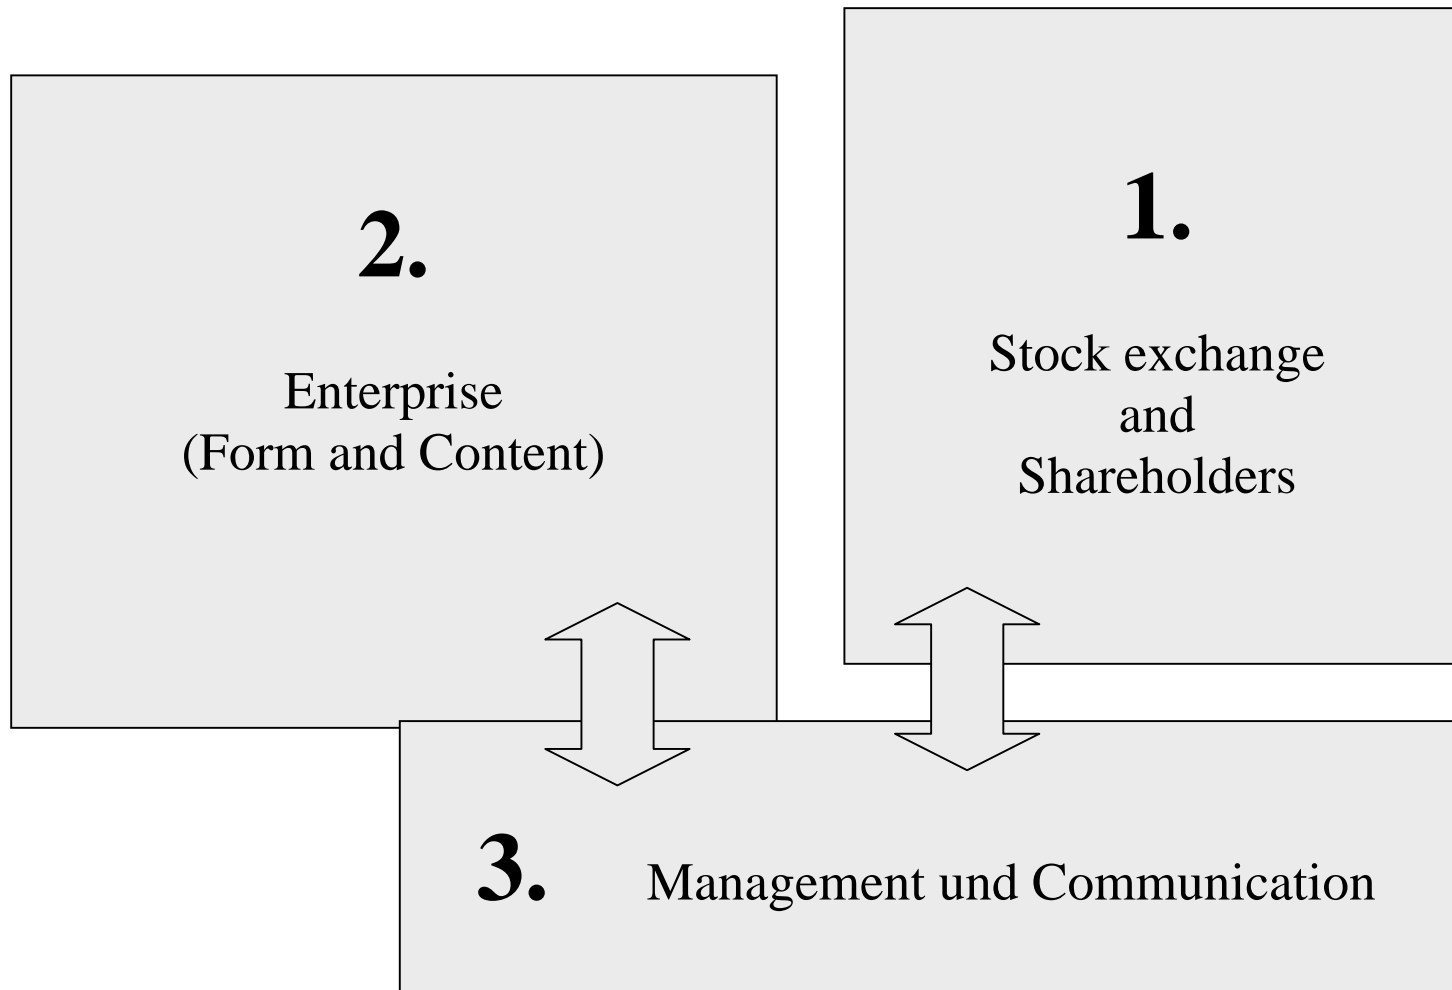 2.
Enterprise
(Form and Content)
1.
Stock exchange
and
Shareholders
3.
Management und Communication